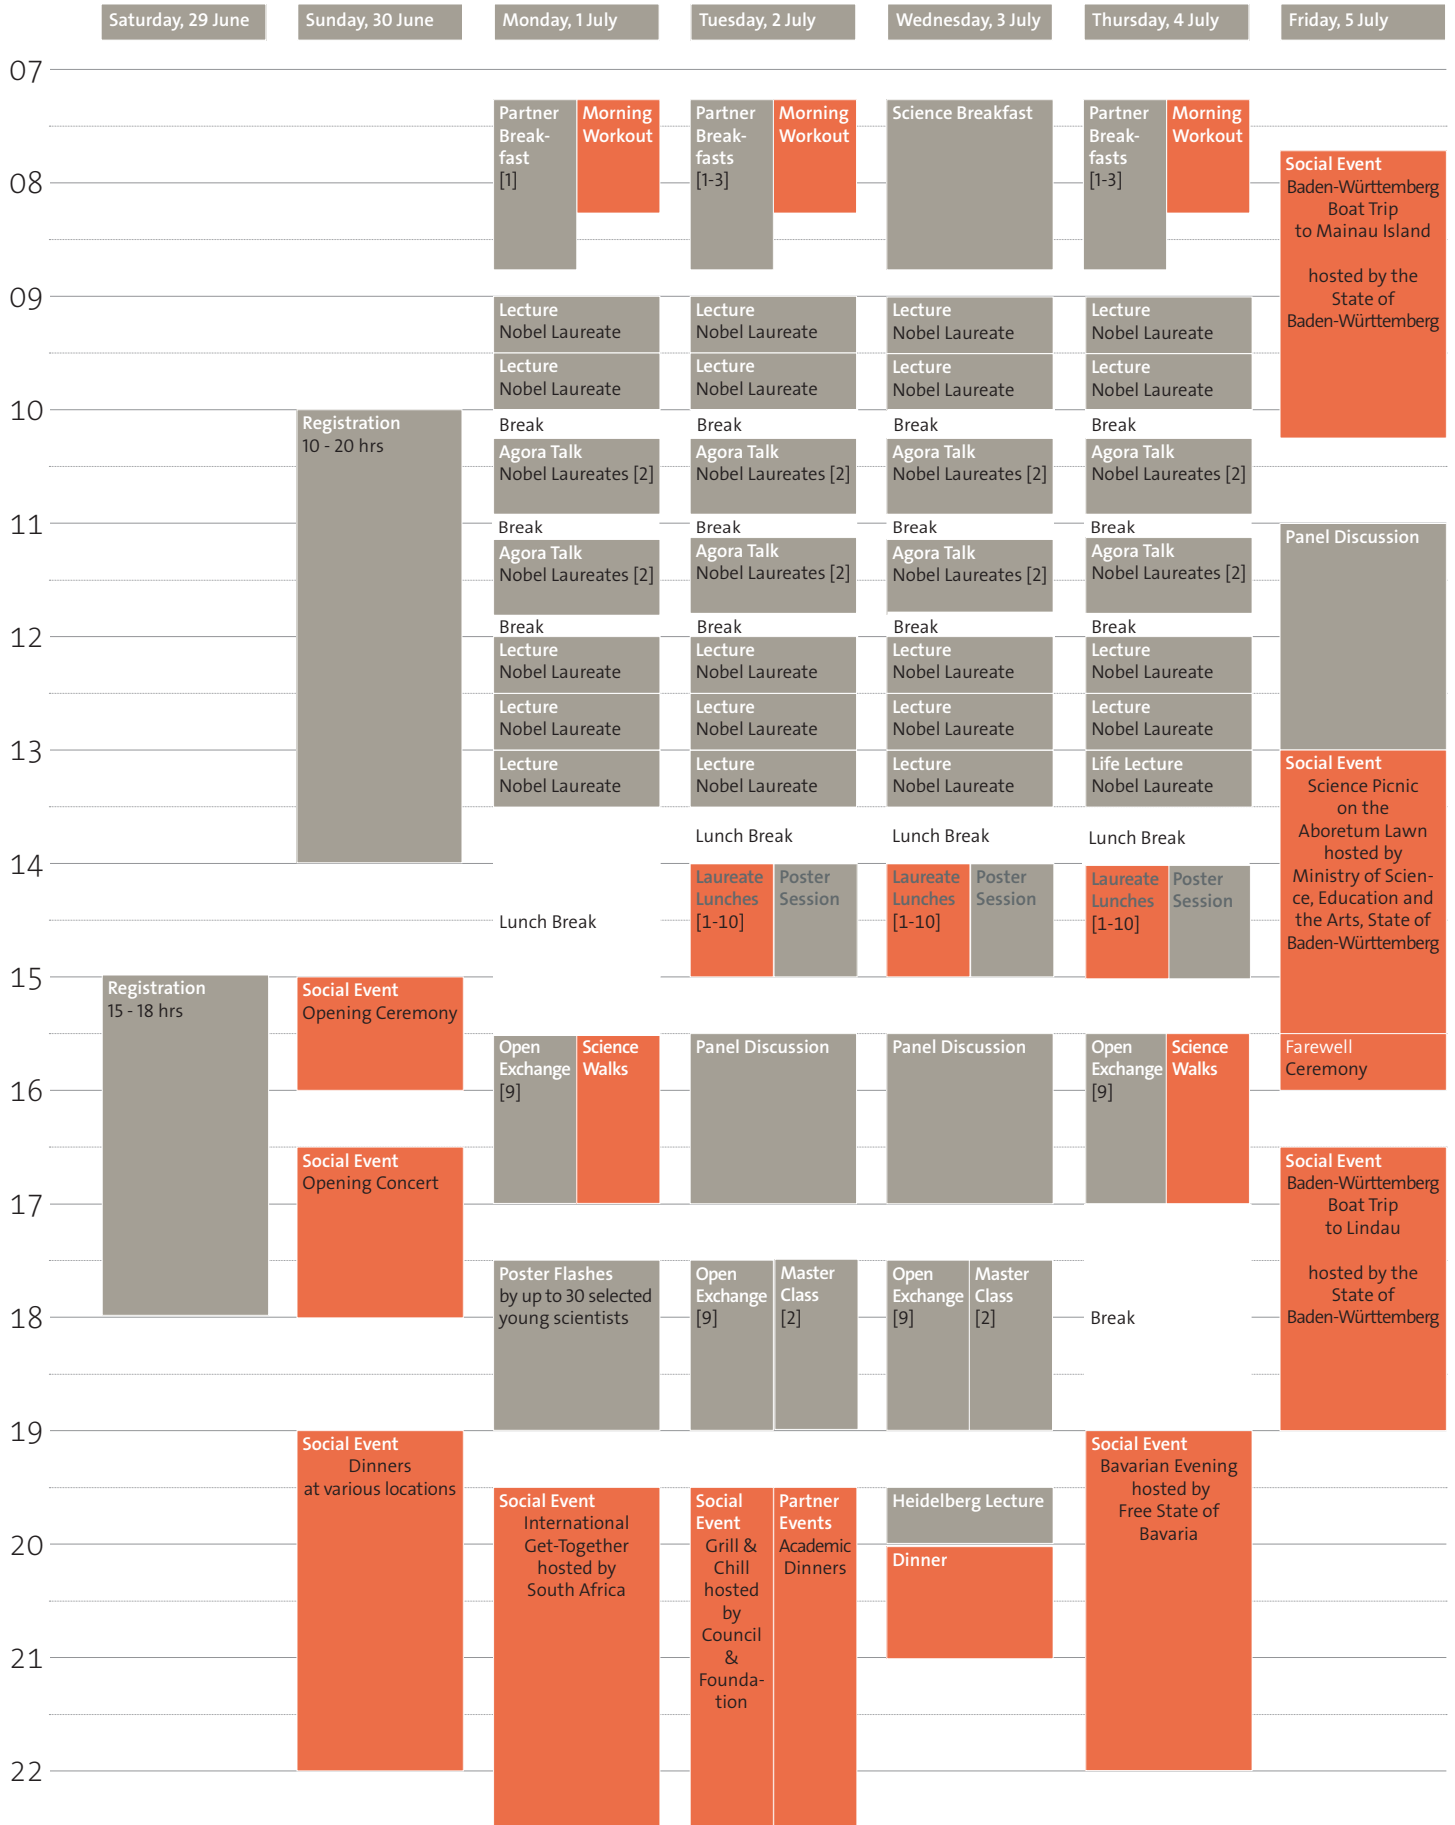 Saturday, 29 June
Sunday, 30 June
Monday, 1 July
Tuesday, 2 July
Wednesday, 3 July
Thursday, 4 July
Friday, 5 July
07
08
09
10
11
12
13
14
15
16
17
18
19
20
21
22
Registration
15 - 18 hrs
Registration
10 - 20 hrs
Social Event
Opening Ceremony
Social Event
Opening Concert
Social Event
Dinners
at various locations
Partner
Break-
fast
[1]
Morning
Workout
Lecture
Nobel Laureate
Lecture
Nobel Laureate
Break
Agora Talk
Nobel Laureates [2]
Break
Agora Talk
Nobel Laureates [2]
Break
Lecture
Nobel Laureate
Lecture
Nobel Laureate
Lecture
Nobel Laureate
Lunch Break
Open
Exchange
[9]
Science
Walks
Poster Flashes
by up to 30 selected
young scientists
Social Event
International
Get-Together
hosted by
South Africa
Partner
Break-
fasts
[1-3]
Morning
Workout
Lecture
Nobel Laureate
Lecture
Nobel Laureate
Break
Agora Talk
Nobel Laureates [2]
Break
Agora Talk
Nobel Laureates [2]
Break
Lecture
Nobel Laureate
Lecture
Nobel Laureate
Lecture
Nobel Laureate
Lunch Break
Laureate
Lunches
[1-10]
Poster
Session
Panel Discussion
Open
Exchange
[9]
Master
Class
[2]
Social
Event
Grill &
Chill
hosted
by
Council
&
Founda-
tion
Partner
Events
Academic
Dinners
Science Breakfast
Lecture
Nobel Laureate
Lecture
Nobel Laureate
Break
Agora Talk
Nobel Laureates [2]
Break
Agora Talk
Nobel Laureates [2]
Break
Lecture
Nobel Laureate
Lecture
Nobel Laureate
Lecture
Nobel Laureate
Lunch Break
Laureate
Lunches
[1-10]
Poster
Session
Panel Discussion
Open
Exchange
[9]
Master
Class
[2]
Heidelberg Lecture
Dinner
Partner
Break-
fasts
[1-3]
Morning
Workout
Lecture
Nobel Laureate
Lecture
Nobel Laureate
Break
Agora Talk
Nobel Laureates [2]
Break
Agora Talk
Nobel Laureates [2]
Break
Lecture
Nobel Laureate
Lecture
Nobel Laureate
Life Lecture
Nobel Laureate
Lunch Break
Laureate
Lunches
[1-10]
Poster
Session
Open
Exchange
[9]
Science
Walks
Break
Social Event
Bavarian Evening
hosted by
Free State of
Bavaria
Social Event
Baden-Württemberg
Boat Trip
to Mainau Island
hosted by the
State of
Baden-Württemberg
Panel Discussion
Social Event
Science Picnic
on the
Aboretum Lawn
hosted by
Ministry of Scien-
ce, Education and
the Arts, State of
Baden-Württemberg
Farewell
Ceremony
Social Event
Baden-Württemberg
Boat Trip
to Lindau
hosted by the
State of
Baden-Württemberg